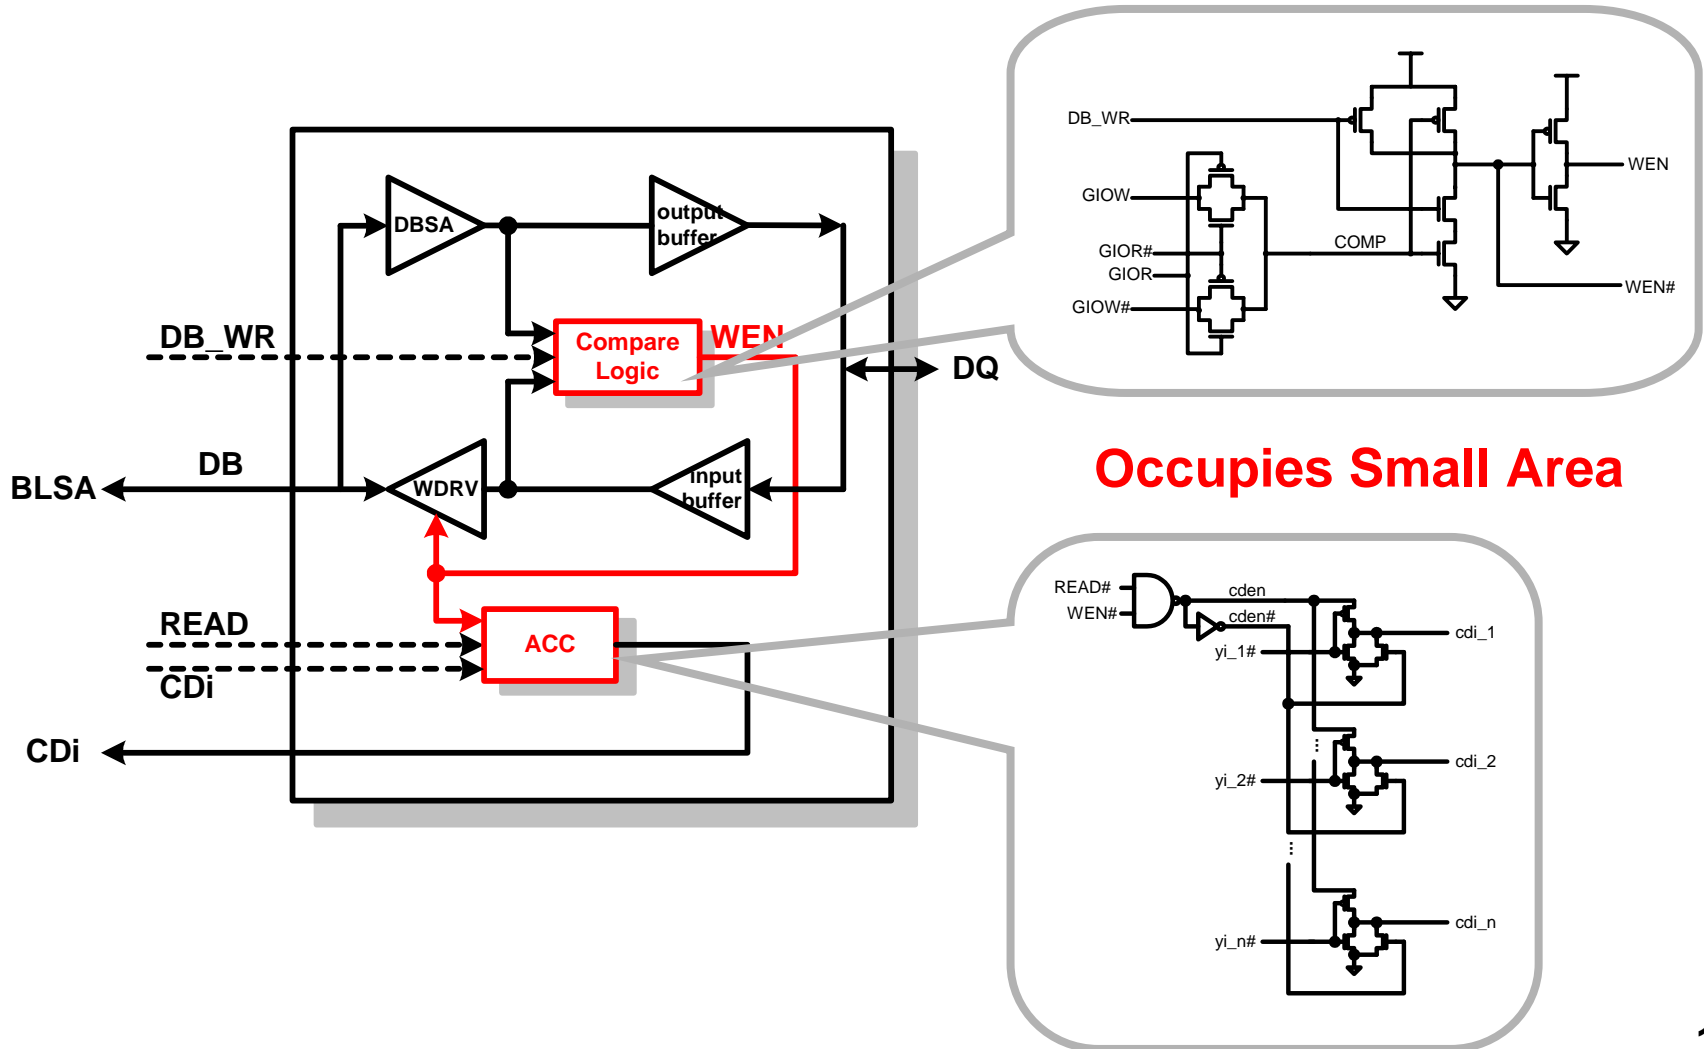 DB_WR
GIOW
GIOR#
GIOR
GIOW#
COMP
WEN
WEN#
DBSA
output
buffer
DB_WR
Compare
Logic
WEN
DQ
DB
BLSA
WDRV
input
buffer
Occupies Small Area
READ
CDi
ACC
CDi
READ#
WEN#
cden
cden#
yi_1#
cdi_1
...
yi_2#
cdi_2
...
yi_n#
cdi_n